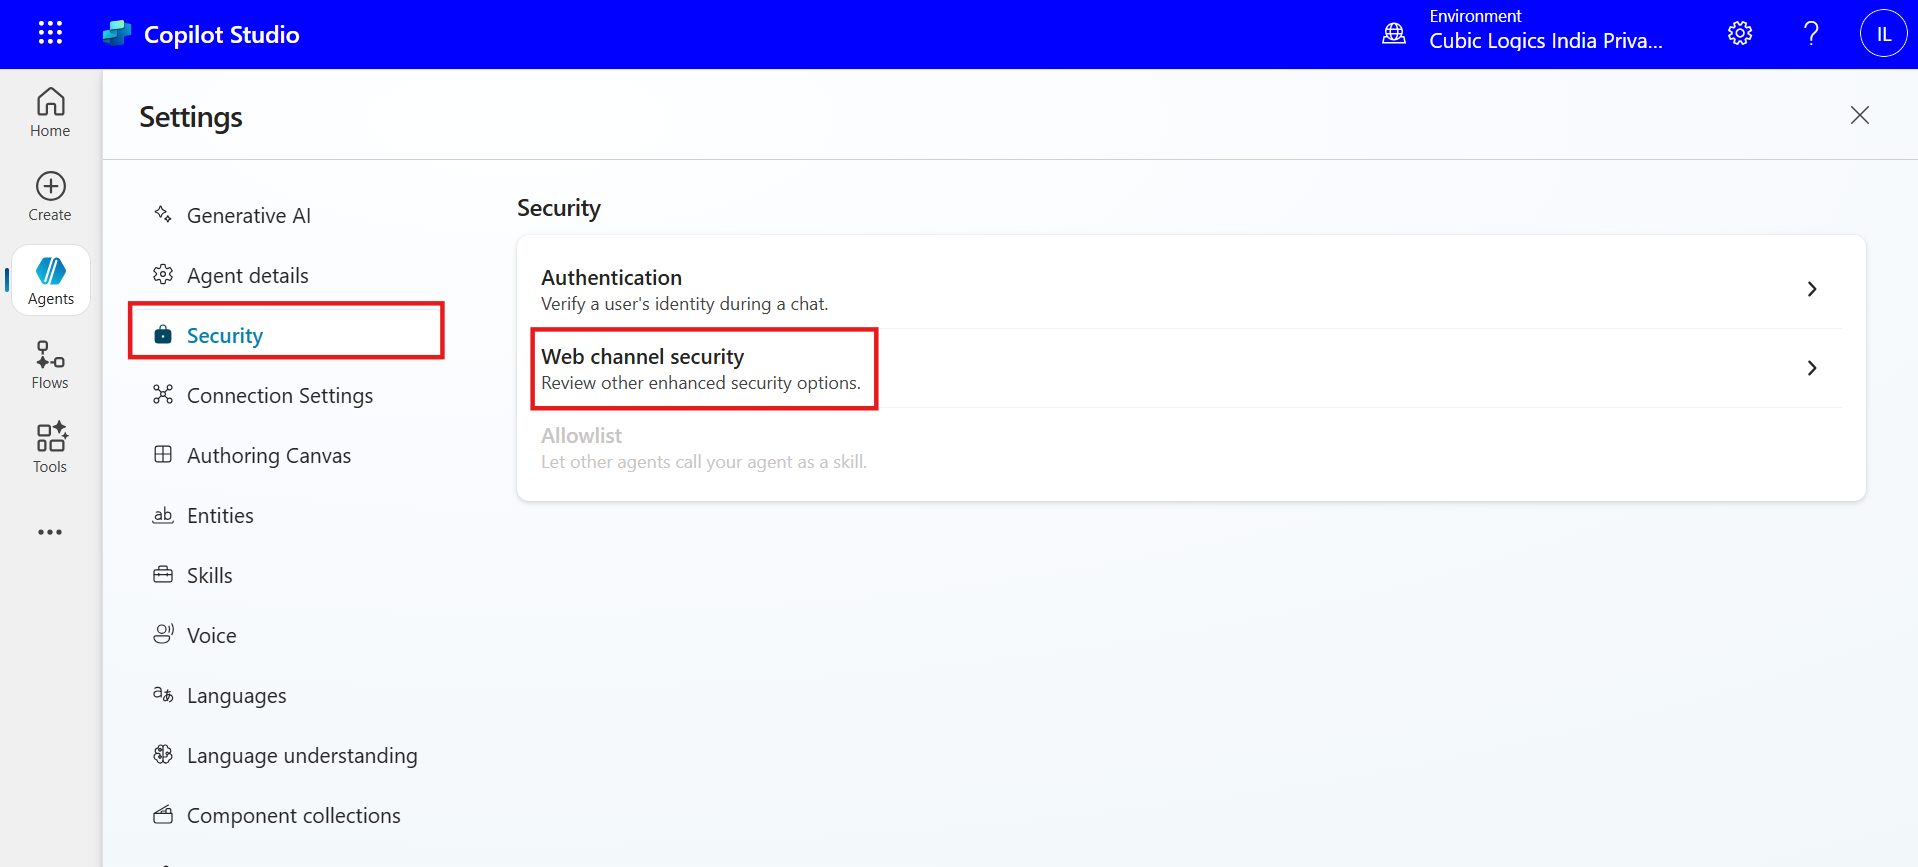 Copilot Studio
Environment
Cubic Logics India Priva...
IL
Home
Create
Agents
Flows
Tools
Settings
Generative AI
Agent details
Security
Connection Settings
Authoring Canvas
Entities
Skills
Voice
Languages
Language understanding
Component collections
Security
Authentication
Verify a user's identity during a chat.
Web channel security
Review other enhanced security options.
Allowlist
Let other agents call your agent as a skill.